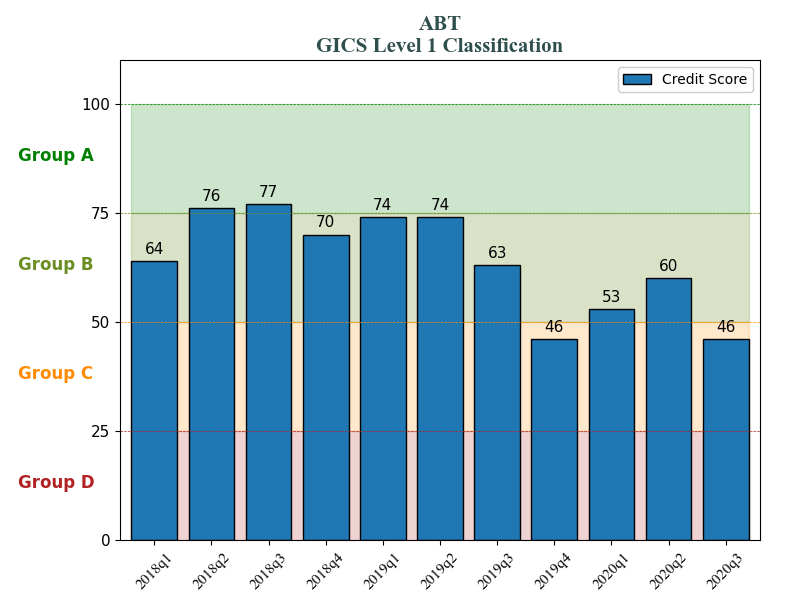 ABT
GICS Level 1 Classification
Credit Score
100
Group A
77
76
75
74
74
70
Group B
64
63
60
53
50
46
46
Group C
25
Group D
0
2018q1 2018q2 2018q3 2018q4 2019q1 2019q2 2019q3 2019q4 2020q1 2020q2 2020q3